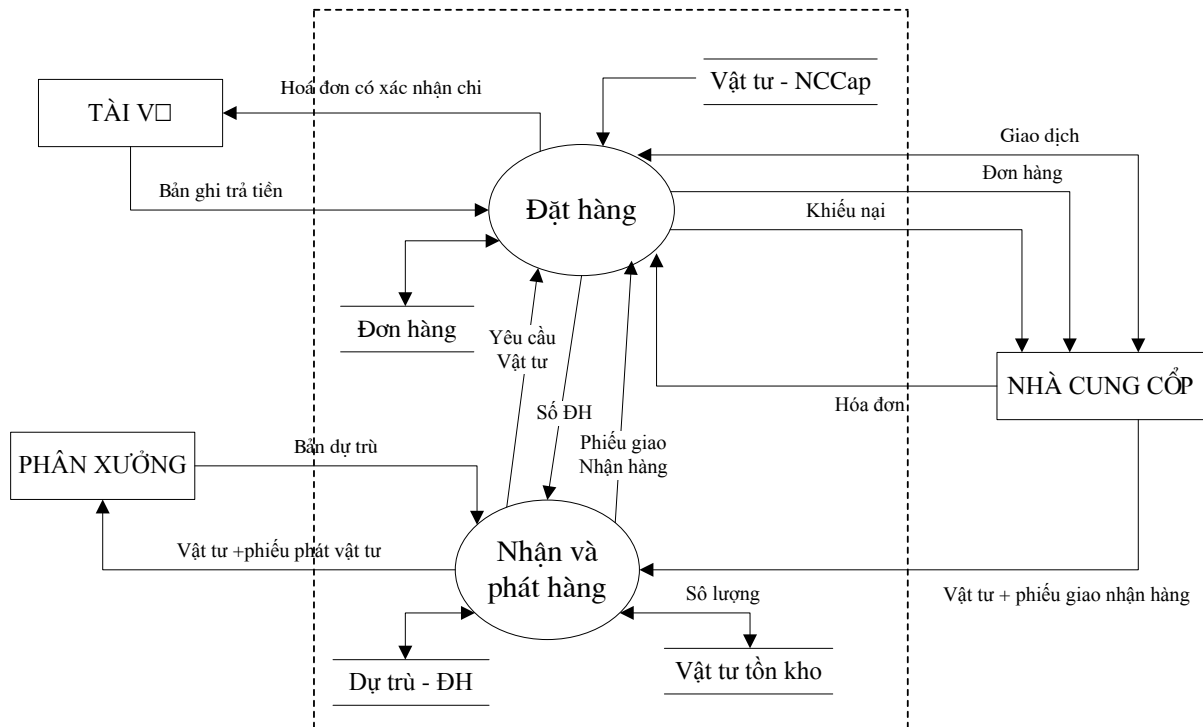 Vật tư - NCCap
Hoá đơn có xác nhận chi
TÀI V□
Giao dịch
Đơn hàng
Bản ghi trả tiền
Đặt hàng
Khiếu nại
Đơn hàng
Yêu cầu
Vật tư
NHÀ CUNG CỔP
Hóa đơn
Số ĐH
Phiếu giao
Nhận hàng
Bản dự trù
PHÂN XƯỞNG
Vật tư +phiếu phát vật tư
Nhận và
phát hàng
Sô lượng
Vật tư + phiếu giao nhận hàng
Dự trù - ĐH
Vật tư tồn kho